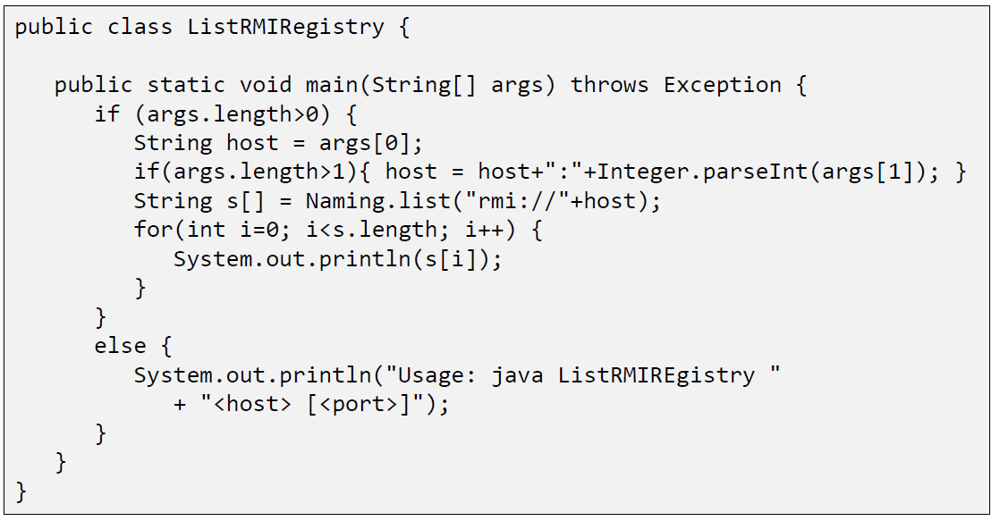 public class ListRMIRegistry {
public static void main(String[] args) throws Exception {
if (args.length>0) {
String host = args[0];
if(args.length>1){ host = host+":"+Integer.parseInt(args[1]); }
String s[] = Naming.list("rmi://"+host);
for(int i=0; i<s.length; i++) {
System.out.println(s[i]);
}
}
else {
System.out.println("Usage: java ListRMIREgistry "
+ "<host> [<port>]");
}
}
}